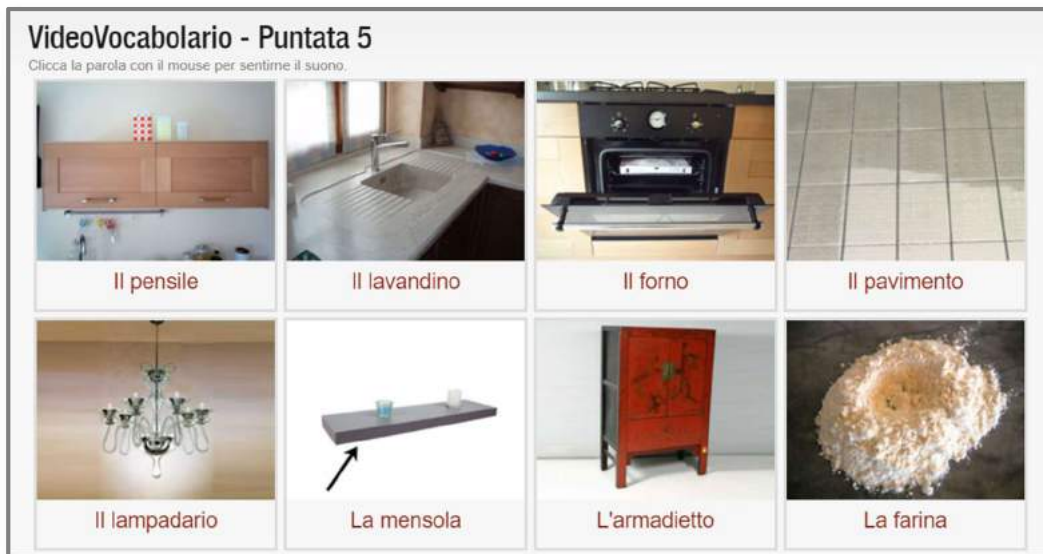 VideoVocabolario - Puntata 5
Clicca la parola con il mouse per sentirne il suono.
Il pensile
Il lavandino
Il forno
Il pavimento
Il lampadario
La mensola
L'armadietto
La farina